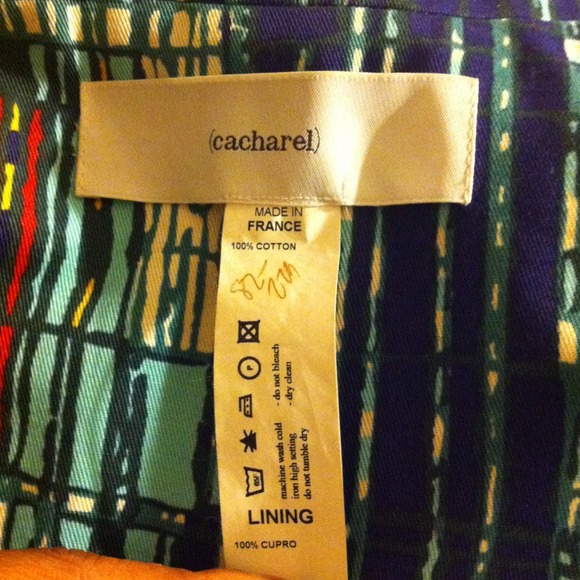 (cacharel)
MADE IN
FRANCE
100% COTTON
P
machine wash cold
iron high setting
do not tumble dry
- do not bleach
- dry clean
LINING
100% CUPRO